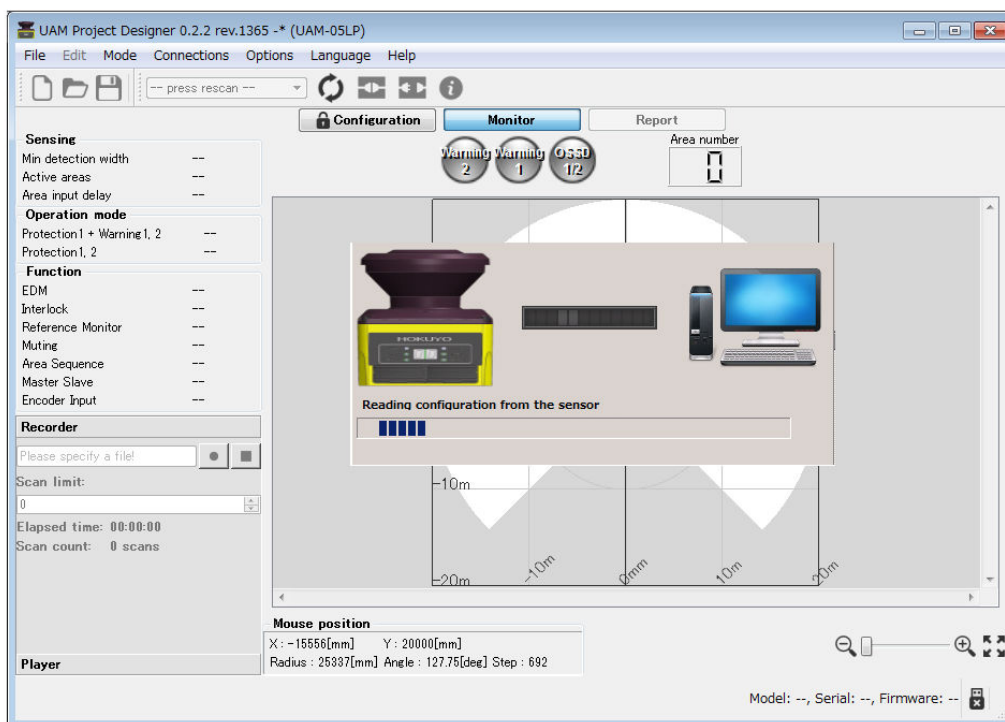 UAM Project Designer 0.2.2 rev.1365 -* (UAM-05LP)
File Edit Mode Connections Options Language Help
-- press rescan --
Configuration Monitor Report
Sensing
Min detection width --
Active areas --
Area input delay --
Operation mode
Protection1 + Warning1, 2 --
Protection1, 2 --
Function
EDM --
Interlock --
Reference Monitor --
Muting --
Area Sequence --
Master Slave --
Encoder Input --
Recorder
Please specify a file!
Scan limit:
0
Elapsed time: 00:00:00
Scan count: 0 scans
Player
Warning 2
Warning 1
OSSD 1/2
Area number
0
HOKUYO
Reading configuration from the sensor
-10m
-20m
-10m
0mm
10m
20m
Mouse position
X : -15556[mm] Y : 20000[mm]
Radius : 25337[mm] Angle : 127.75[deg] Step : 692
Model: --, Serial: --, Firmware: --